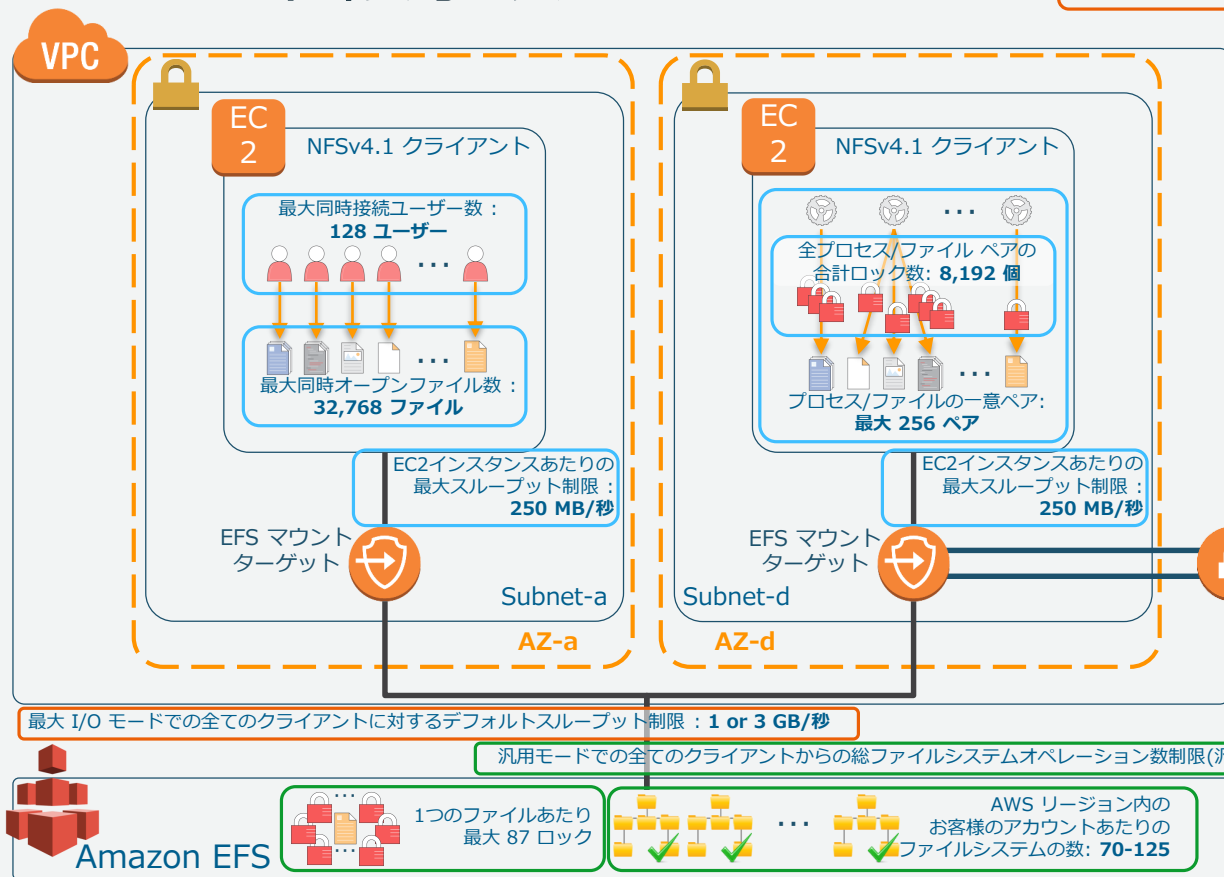 VPC
EC
2
NFSv4.1 クライアント
最大同時接続ユーザー数 :
128 ユーザー
...
...
最大同時オープンファイル数 :
32,768 ファイル
EC2インスタンスあたりの
最大スループット制限 :
250 MB/秒
EFS マウント
ターゲット
Subnet-a
AZ-a
EC
2
NFSv4.1 クライアント
...
全プロセス/ファイル ペアの
合計ロック数: 8,192 個
...
プロセス/ファイルの一意ペア:
最大 256 ペア
EC2インスタンスあたりの
最大スループット制限 :
250 MB/秒
EFS マウント
ターゲット
Subnet-d
AZ-d
最大 I/O モードでの全てのクライアントに対するデフォルトスループット制限 : 1 or 3 GB/秒
汎用モードでの全てのクライアントからの総ファイルシステムオペレーション数制限(汎
Amazon EFS
...
...
1つのファイルあたり
最大 87 ロック
...
AWS リージョン内の
お客様のアカウントあたりの
ファイルシステムの数: 70-125